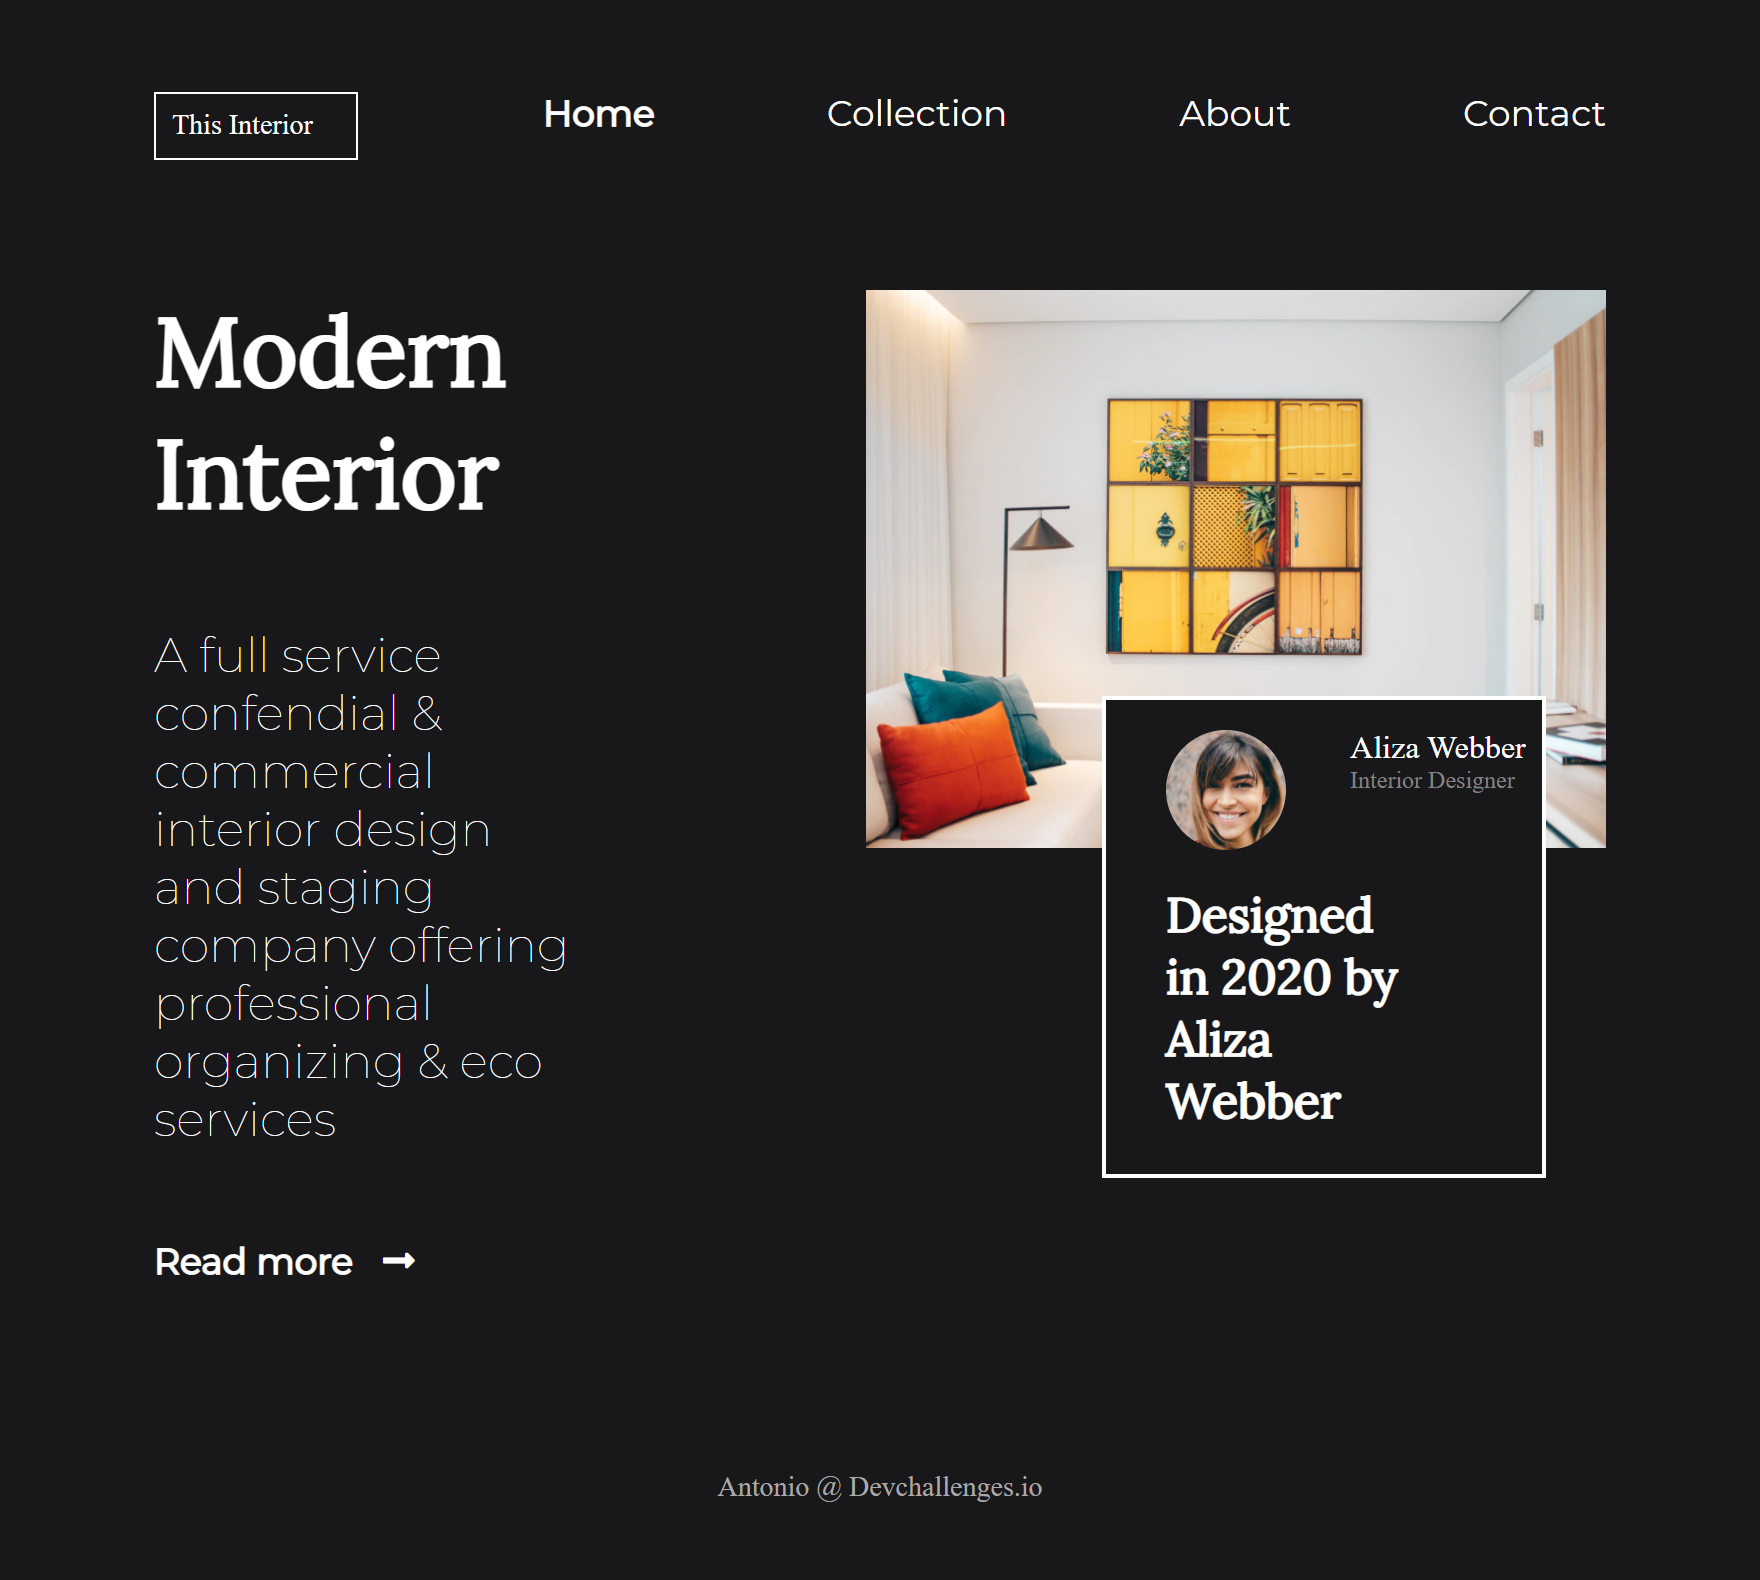 This Interior
Home
Collection
About
Contact
Modern
Interior
A full service
confendial &
commercial
interior design
and staging
company offering
professional
organizing & eco
services
Read more
Aliza Webber
Interior Designer
Designed
in 2020 by
Aliza
Webber
Antonio @ Devchallenges.io